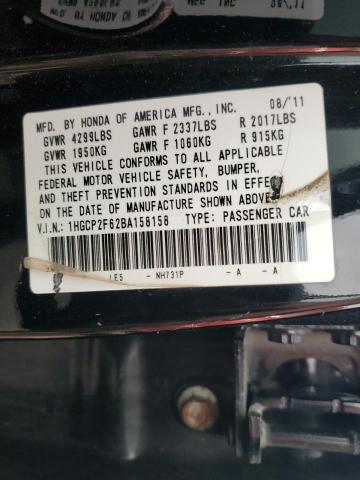 MFD. BY HONDA OF AMERICA MFG., INC. 08/'11
GVWR 4299LBS GAWR F 2337LBS R 2017LBS
GVWR 1950KG GAWR F 1060KG R 915KG
THIS VEHICLE CONFORMS TO ALL APPLICABLE
FEDERAL MOTOR VEHICLE SAFETY, BUMPER,
AND THEFT PREVENTION STANDARDS IN EFFECT
ON THE DATE OF MANUFACTURE SHOWN ABOVE.
V.I.N.: 1HGCP2F62BA158158 TYPE: PASSENGER CAR
LE5 - NH731P - A - A